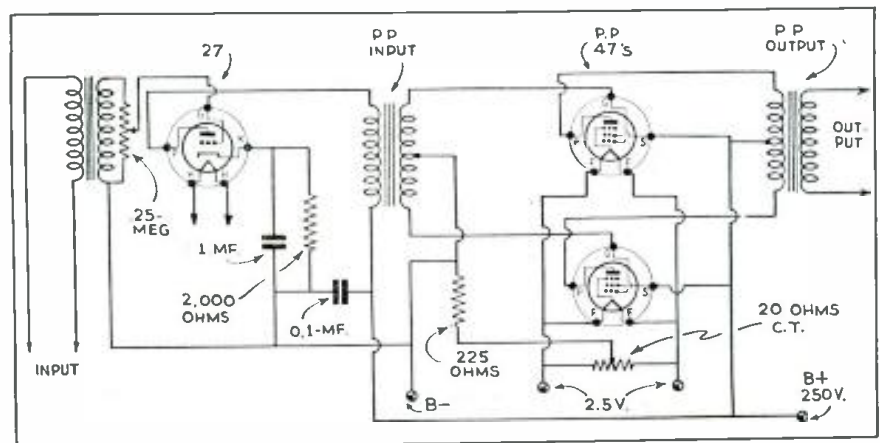 27
P P
INPUT
P.P
47's
P P
OUTPUT
G
P
K
H
H
G
P
S
F
F
OUT
PUT
25-
MEG
1 MF.
2,000
OHMS
0.1-MF.
G
P
S
F
F
20 OHMS
C.T.
INPUT
225
OHMS
B-
2.5 V.
B+
250V.